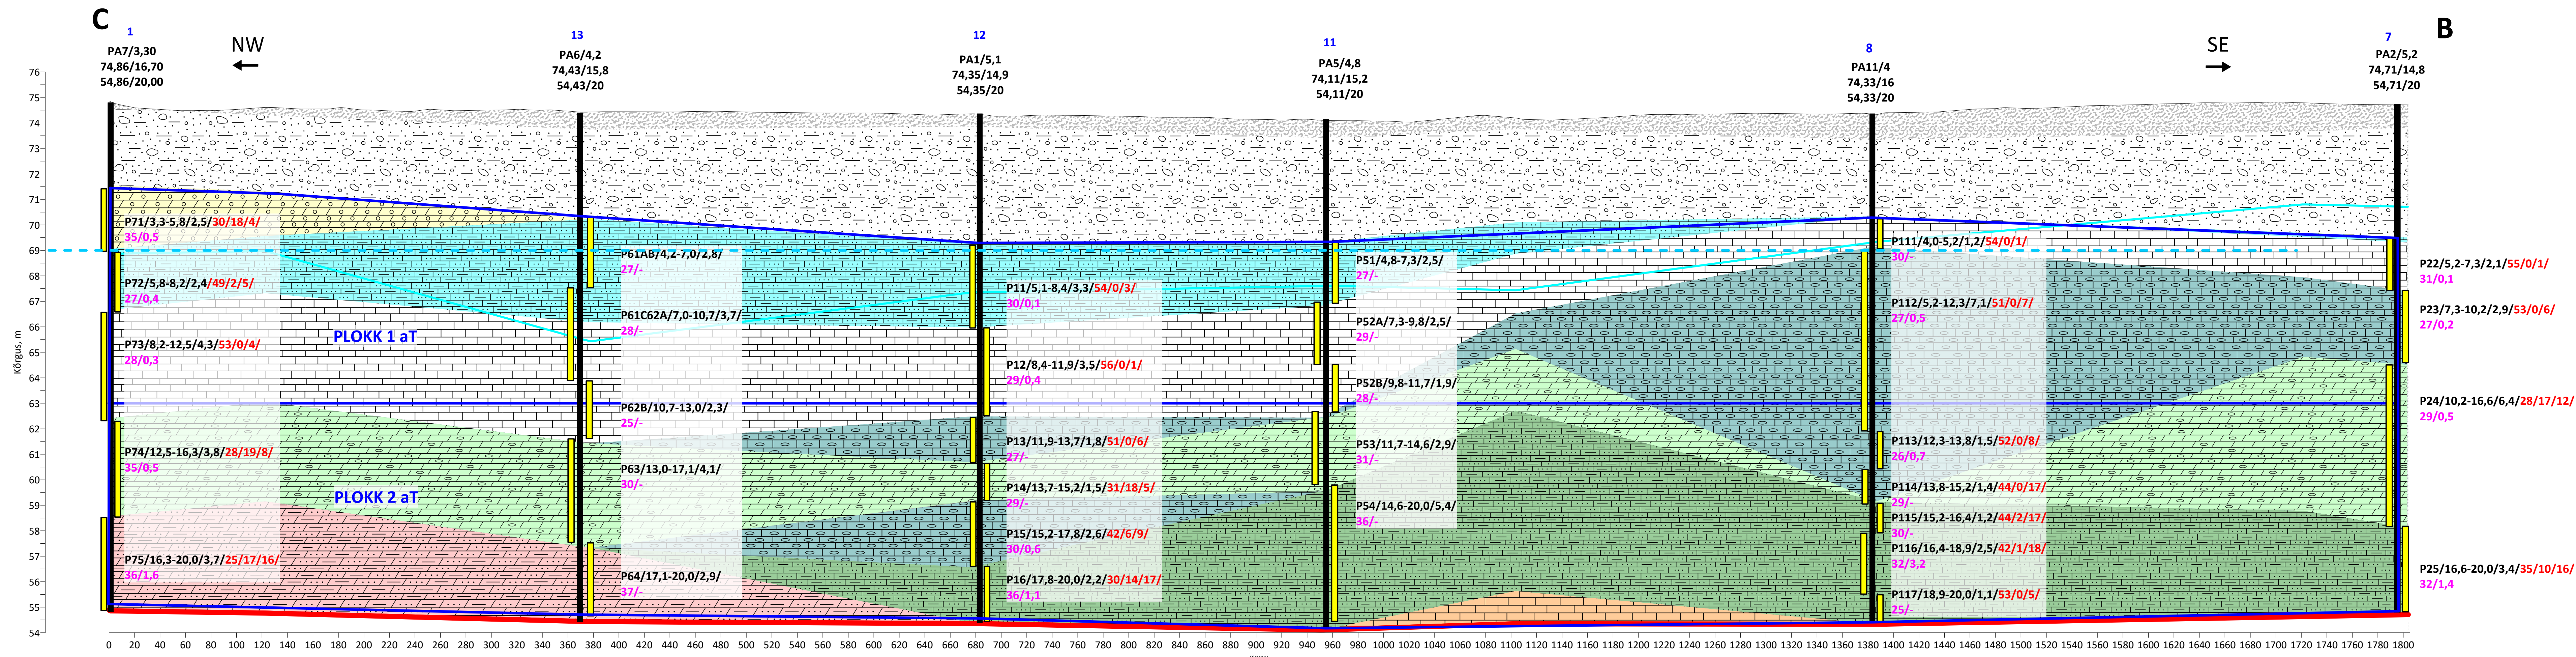 C
B
NW
SE
1
PA7/3,30
74,86/16,70
54,86/20,00
13
PA6/4,2
74,43/15,8
54,43/20
12
PA1/5,1
74,35/14,9
54,35/20
11
PA5/4,8
74,11/15,2
54,11/20
8
PA11/4
74,33/16
54,33/20
7
PA2/5,2
74,71/14,8
54,71/20
Kõrgus, m
76
75
74
73
72
71
70
69
68
67
66
65
64
63
62
61
60
59
58
57
56
55
54
P71/3,3-5,8/2,5/30/18/4/
35/0,5
P72/5,8-8,2/2,4/49/2/5/
27/0,4
P73/8,2-12,5/4,3/53/0/4/
28/0,3
P74/12,5-16,3/3,8/28/19/8/
35/0,5
P75/16,3-20,0/3,7/25/17/16/
36/1,6
PLOKK 1 aT
PLOKK 2 aT
P61AB/4,2-7,0/2,8/
27/-
P61C62A/7,0-10,7/3,7/
28/-
P62B/10,7-13,0/2,3/
25/-
P63/13,0-17,1/4,1/
30/-
P64/17,1-20,0/2,9/
37/-
P11/5,1-8,4/3,3/54/0/3/
30/0,1
P12/8,4-11,9/3,5/56/0/1/
29/0,4
P13/11,9-13,7/1,8/51/0/6/
27/-
P14/13,7-15,2/1,5/31/18/5/
29/-
P15/15,2-17,8/2,6/42/6/9/
30/0,6
P16/17,8-20,0/2,2/30/14/17/
36/1,1
P51/4,8-7,3/2,5/
27/-
P52A/7,3-9,8/2,5/
29/-
P52B/9,8-11,7/1,9/
28/-
P53/11,7-14,6/2,9/
31/-
P54/14,6-20,0/5,4/
36/-
P111/4,0-5,2/1,2/54/0/1/
30/-
P112/5,2-12,3/7,1/51/0/7/
27/0,5
P113/12,3-13,8/1,5/52/0/8/
26/0,7
P114/13,8-15,2/1,4/44/0/17/
29/-
P115/15,2-16,4/1,2/44/2/17/
30/-
P116/16,4-18,9/2,5/42/1/18/
32/3,2
P117/18,9-20,0/1,1/53/0/5/
25/-
P22/5,2-7,3/2,1/55/0/1/
31/0,1
P23/7,3-10,2/2,9/53/0/6/
27/0,2
P24/10,2-16,6/6,4/28/17/12/
29/0,5
P25/16,6-20,0/3,4/35/10/16/
32/1,4
0 20 40 60 80 100 120 140 160 180 200 220 240 260 280 300 320 340 360 380 400 420 440 460 480 500 520 540 560 580 600 620 640 660 680 700 720 740 760 780 800 820 840 860 880 900 920 940 960 980 1000 1020 1040 1060 1080 1100 1120 1140 1160 1180 1200 1220 1240 1260 1280 1300 1320 1340 1360 1380 1400 1420 1440 1460 1480 1500 1520 1540 1560 1580 1600 1620 1640 1660 1680 1700 1720 1740 1760 1780 1800